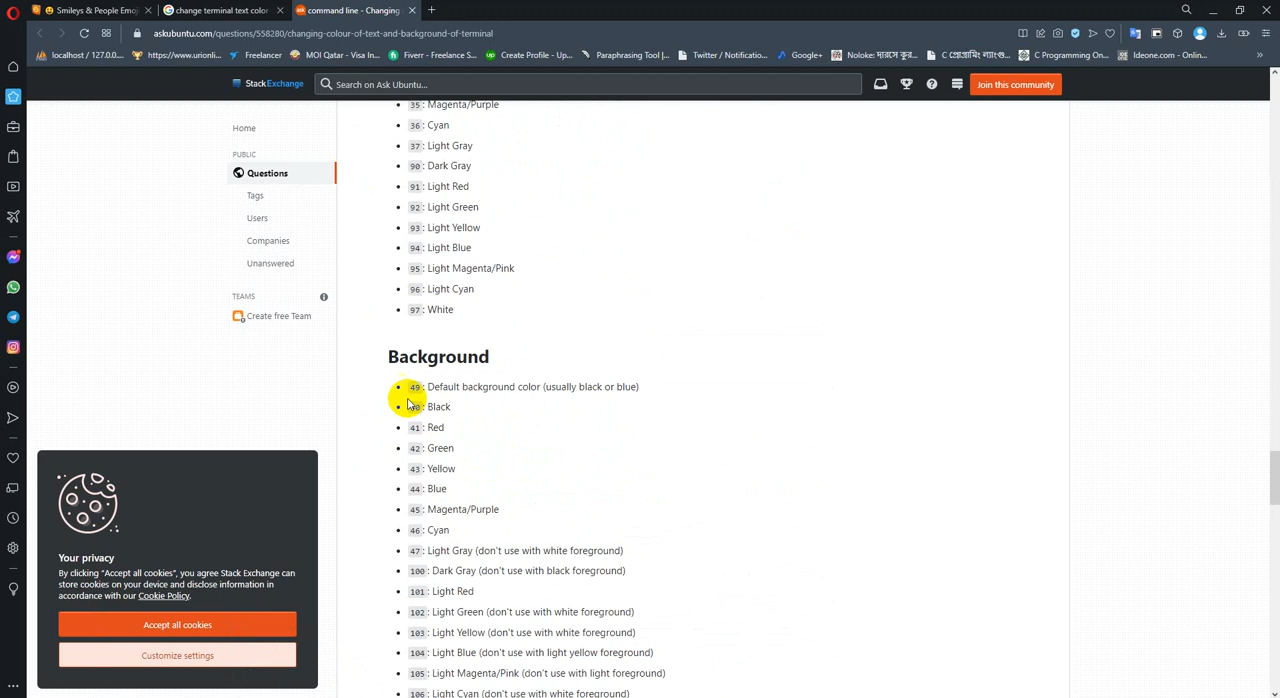 😀 Smileys & People Emoj
change terminal text color
command line - Changing
askubuntu.com/questions/558280/changing-colour-of-text-and-background-of-terminal
localhost / 127.0.0...
https://www.urionli...
Freelancer
MOI Qatar - Visa In...
Fiverr - Freelance S...
Create Profile - Up...
Paraphrasing Tool |...
Twitter / Notificatio...
Google+
Noloke: দারসে কুর...
C প্রোগ্রামিং ল্যাংগু...
C Programming On...
Ideone.com - Onlin...
»
StackExchange
Search on Ask Ubuntu...
Join this community
Home
PUBLIC
Questions
Tags
Users
Companies
Unanswered
TEAMS
Create free Team
35: Magenta/Purple
36: Cyan
37: Light Gray
90: Dark Gray
91: Light Red
92: Light Green
93: Light Yellow
94: Light Blue
95: Light Magenta/Pink
96: Light Cyan
97: White
Background
49: Default background color (usually black or blue)
40: Black
41: Red
42: Green
43: Yellow
44: Blue
45: Magenta/Purple
46: Cyan
47: Light Gray (don't use with white foreground)
100: Dark Gray (don't use with black foreground)
101: Light Red
102: Light Green (don't use with white foreground)
103: Light Yellow (don't use with white foreground)
104: Light Blue (don't use with light yellow foreground)
105: Light Magenta/Pink (don't use with light foreground)
106: Light Cyan (don't use with white foreground)
Your privacy
By clicking “Accept all cookies”, you agree Stack Exchange can
store cookies on your device and disclose information in
accordance with our Cookie Policy.
Accept all cookies
Customize settings